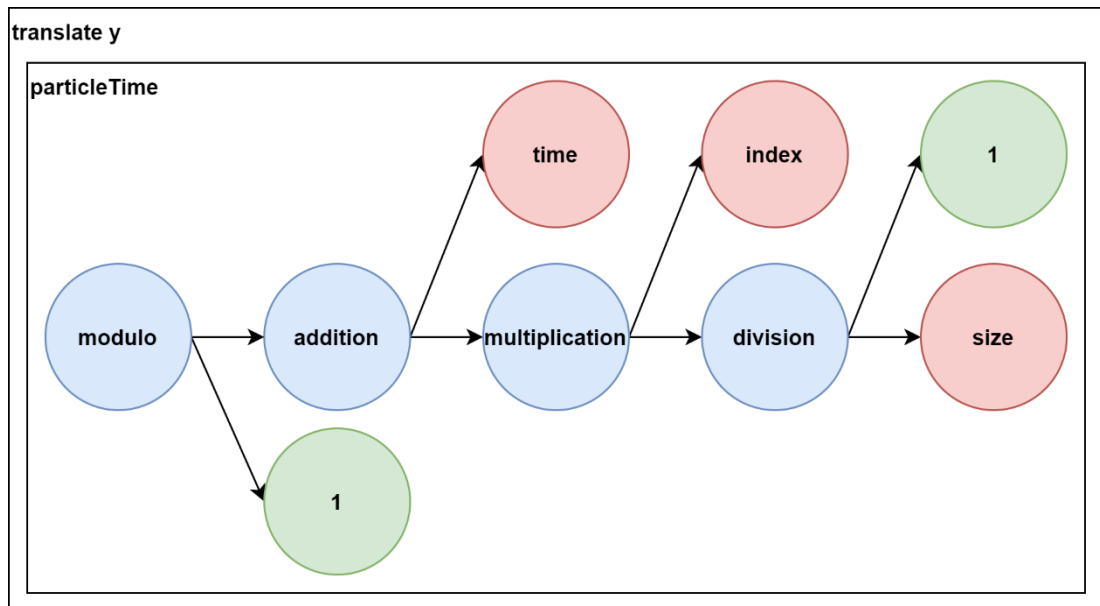 translate y
particleTime
time
index
1
modulo
addition
multiplication
division
size
1